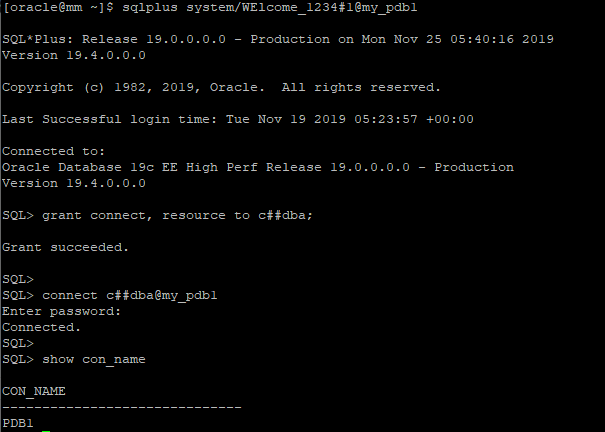 [oracle@mm ~]$ sqlplus system/WElcome_1234#1@my_pdb1
SQL*Plus: Release 19.0.0.0.0 - Production on Mon Nov 25 05:40:16 2019
Version 19.4.0.0.0
Copyright (c) 1982, 2019, Oracle.  All rights reserved.
Last Successful login time: Tue Nov 19 2019 05:23:57 +00:00
Connected to:
Oracle Database 19c EE High Perf Release 19.0.0.0.0 - Production
Version 19.4.0.0.0
SQL> grant connect, resource to c##dba;
Grant succeeded.
SQL>
SQL> connect c##dba@my_pdb1
Enter password:
Connected.
SQL>
SQL> show con_name
CON_NAME
------------------------------
PDB1